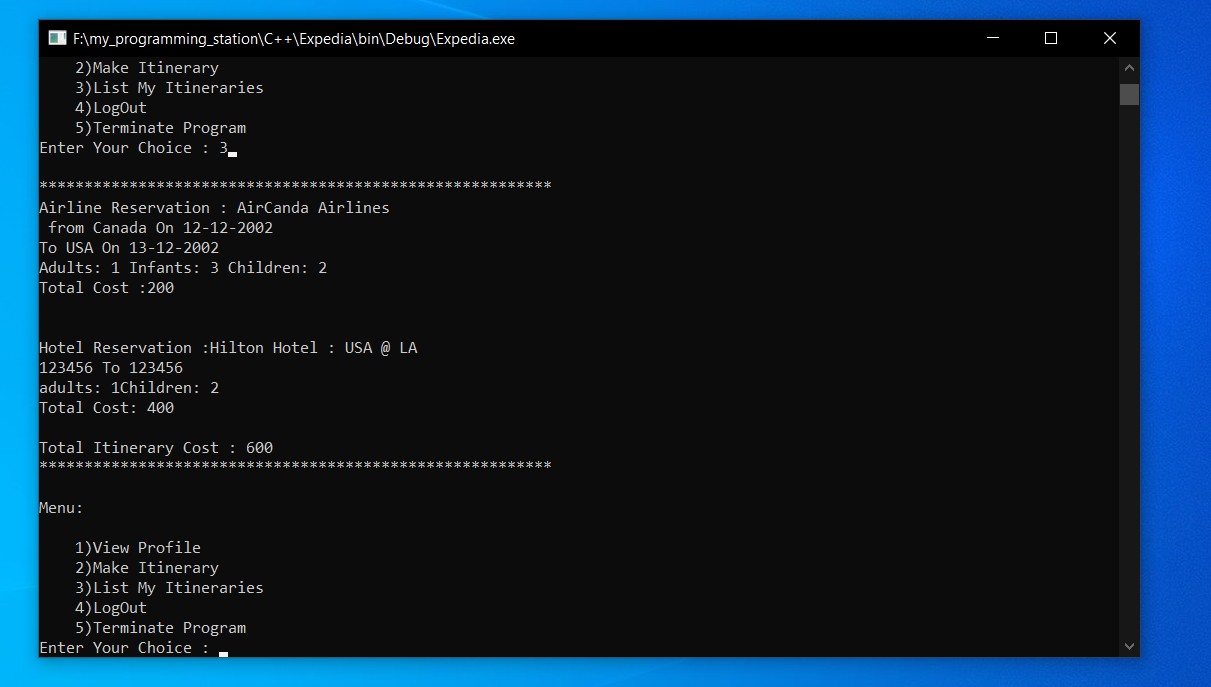 F:\my_programming_station\C++\Expedia\bin\Debug\Expedia.exe
2)Make Itinerary
3)List My Itineraries
4)LogOut
5)Terminate Program
Enter Your Choice : 3
*********************************************************
Airline Reservation : AirCanda Airlines
from Canada On 12-12-2002
To USA On 13-12-2002
Adults: 1 Infants: 3 Children: 2
Total Cost :200
Hotel Reservation :Hilton Hotel : USA @ LA
123456 To 123456
adults: 1Children: 2
Total Cost: 400
Total Itinerary Cost : 600
*********************************************************
Menu:
1)View Profile
2)Make Itinerary
3)List My Itineraries
4)LogOut
5)Terminate Program
Enter Your Choice :